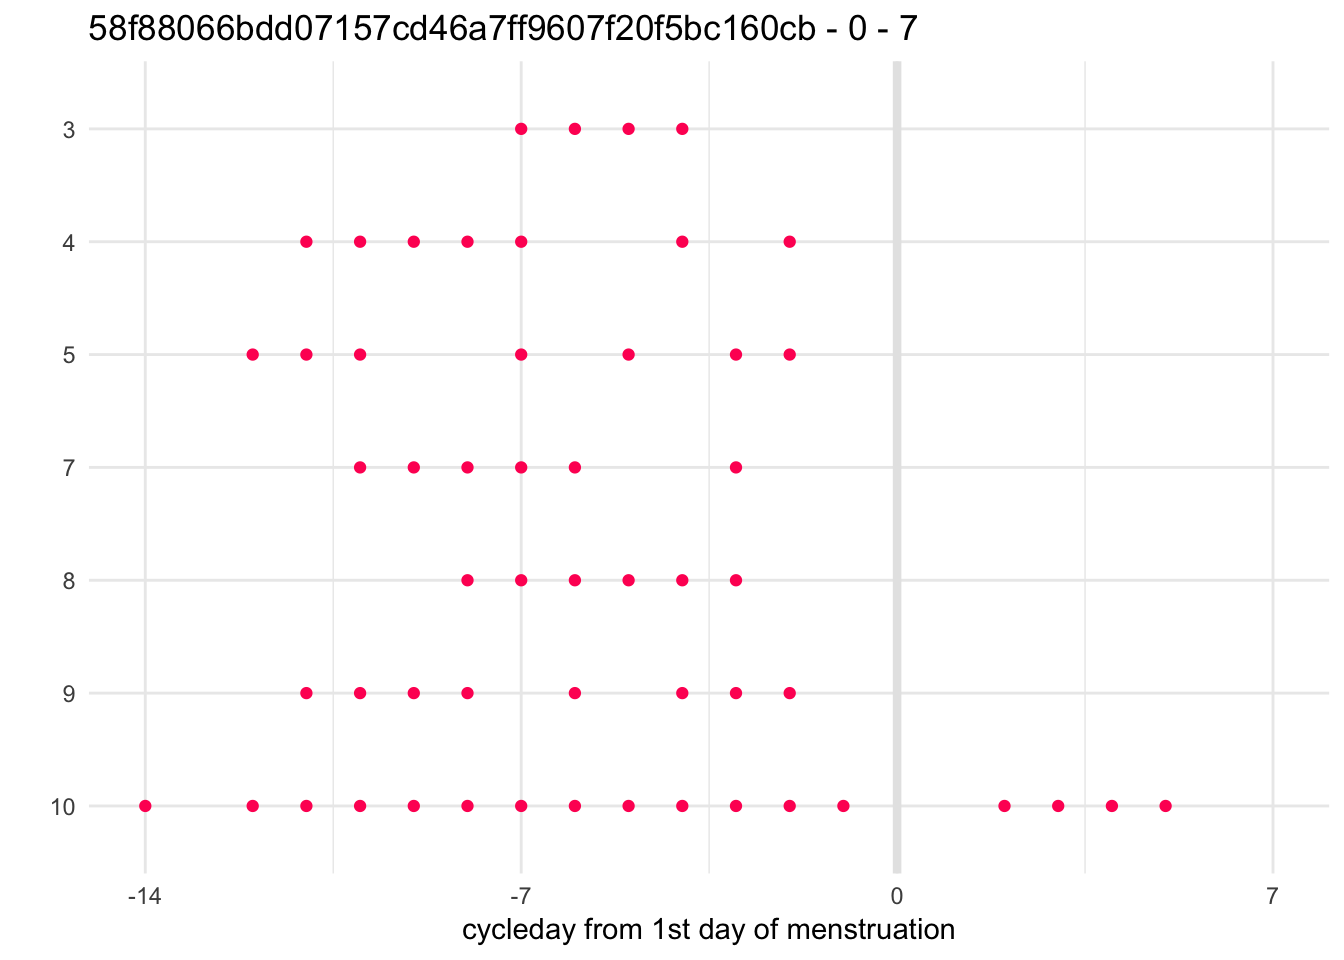 58f88066bdd07157cd46a7ff9607f20f5bc160cb - 0 - 7
3
4
5
7
8
9
10
-14 -7 0 7
cycleday from 1st day of menstruation